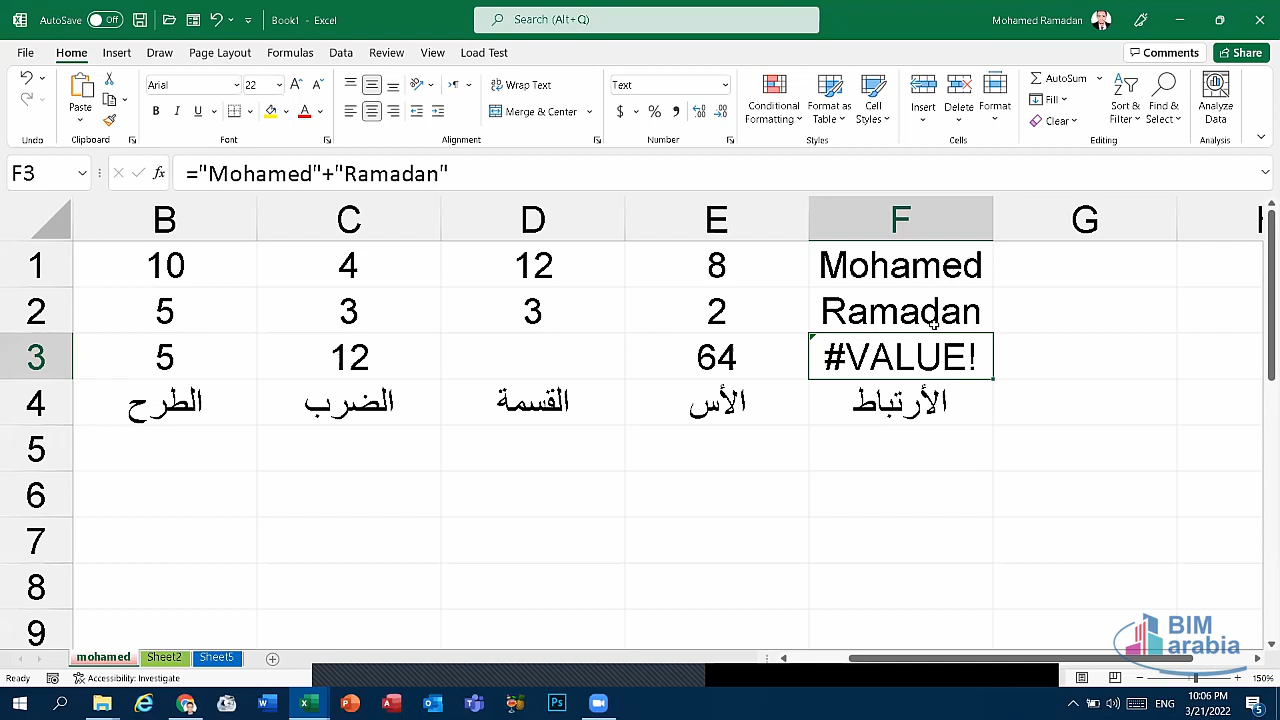 AutoSave Off Book1 - Excel Search (Alt+Q) Mohamed Ramadan
File Home Insert Draw Page Layout Formulas Data Review View Load Test Comments Share
Arial 22 Wrap Text Text AutoSum
Paste Conditional Format as Cell Insert Delete Format Fill Sort & Find & Analyze
B I U A Merge & Center $ % Formatting Table Styles Clear Filter Select Data
Undo Clipboard Font Alignment Number Styles Cells Editing Analysis
F3 fx ="Mohamed"+"Ramadan"
B C D E F G
1 10 4 12 8 Mohamed
2 5 3 3 2 Ramadan
3 5 12 64 #VALUE!
4 الطرح الضرب القسمة الأس الأرتباط
5
6
7
8
9
BIM
arabia
mohamed Sheet2 Sheet5
Ready Accessibility: Investigate 150%
ENG 10:06 PM
3/21/2022